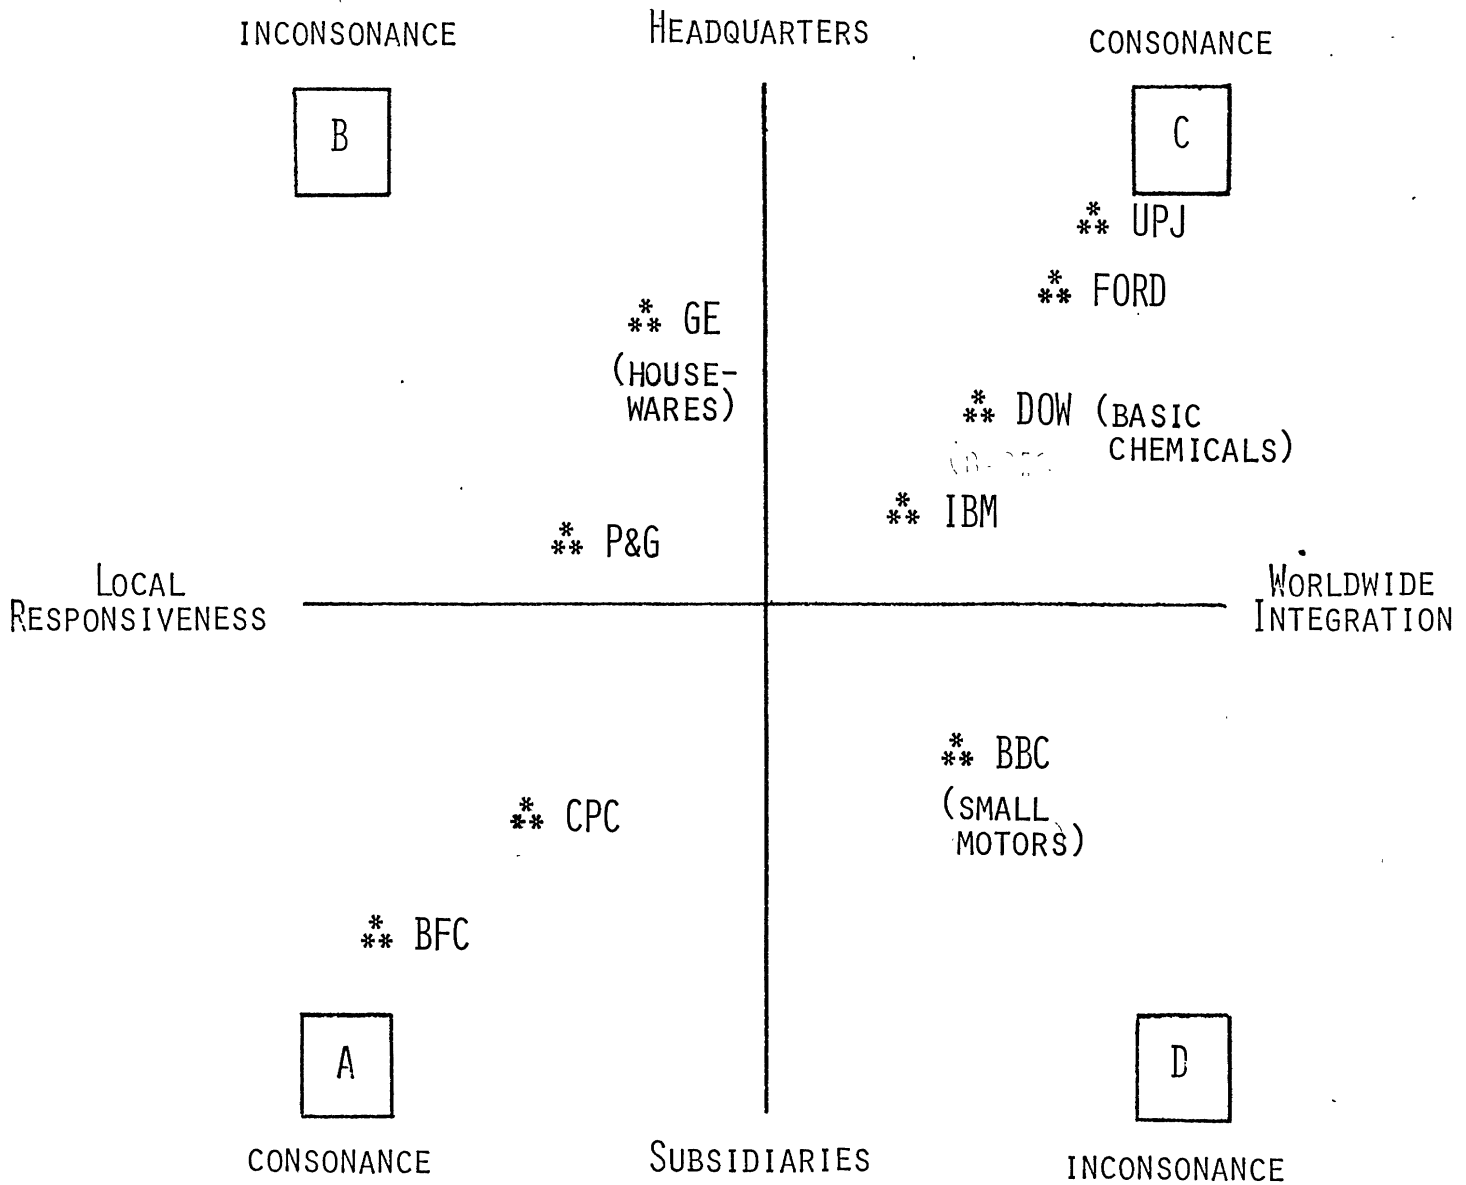 INCONSONANCE
HEADQUARTERS
CONSONANCE
B
C
*** UPJ
*** FORD
*** GE
(HOUSE-
WARES)
*** DOW (BASIC
CHEMICALS)
*** IBM
*** P&G
LOCAL
RESPONSIVENESS
WORLDWIDE
INTEGRATION
*** BBC
(SMALL
MOTORS)
*** CPC
*** BFC
A
D
CONSONANCE
SUBSIDIARIES
INCONSONANCE